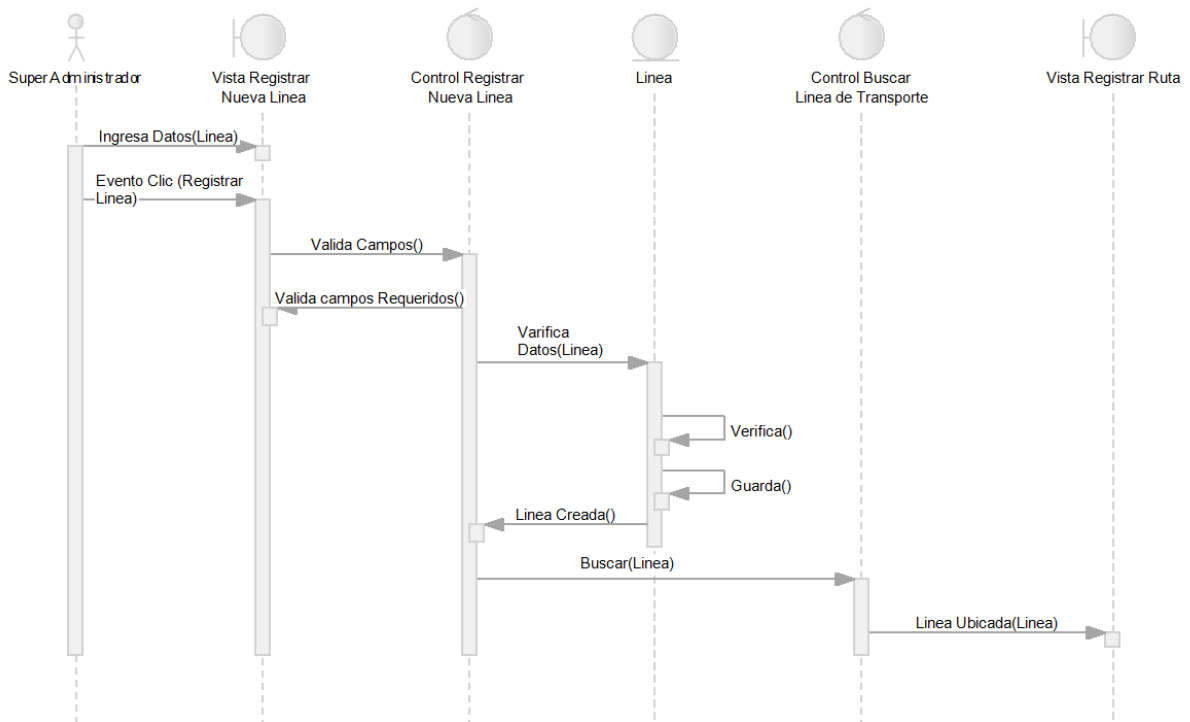 Super Administrador
Vista Registrar
Nueva Linea
Control Registrar
Nueva Linea
Linea
Control Buscar
Linea de Transporte
Vista Registrar Ruta
Ingresa Datos(Linea)
Evento Clic (Registrar
Linea)
Valida Campos()
Valida campos Requeridos()
Varifica
Datos(Linea)
Verifica()
Guarda()
Linea Creada()
Buscar(Linea)
Linea Ubicada(Linea)